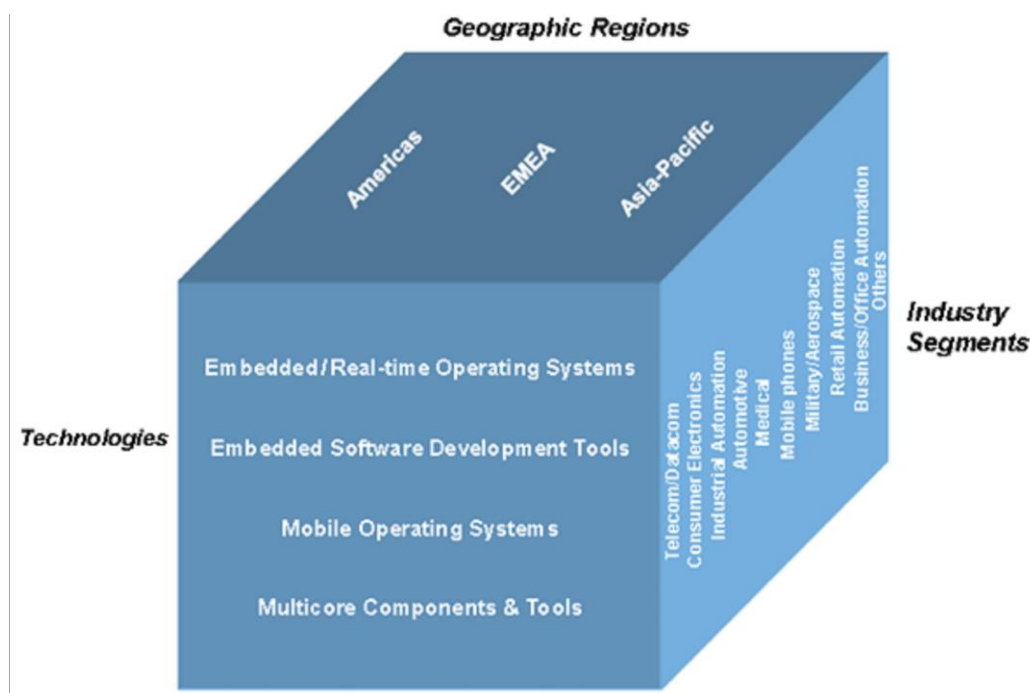 Geographic Regions
Americas
EMEA
Asia-Pacific
Technologies
Embedded/Real-time Operating Systems
Embedded Software Development Tools
Mobile Operating Systems
Multicore Components & Tools
Industry
Segments
Telecom/Datacom
Consumer Electronics
Industrial Automation
Automotive
Medical
Mobile phones
Military/Aerospace
Retail Automation
Business/Office Automation
Others